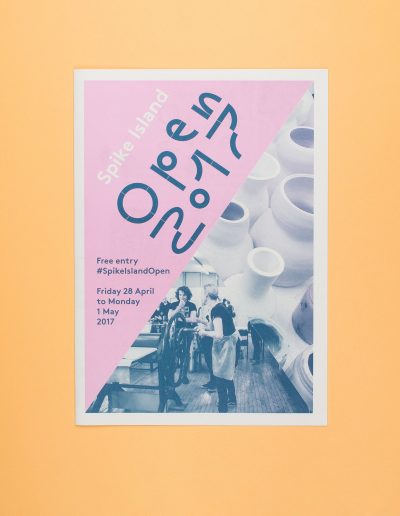 Spike Island
Open
2017
Free entry
#SpikeIslandOpen
Friday 28 April
to Monday
1 May
2017